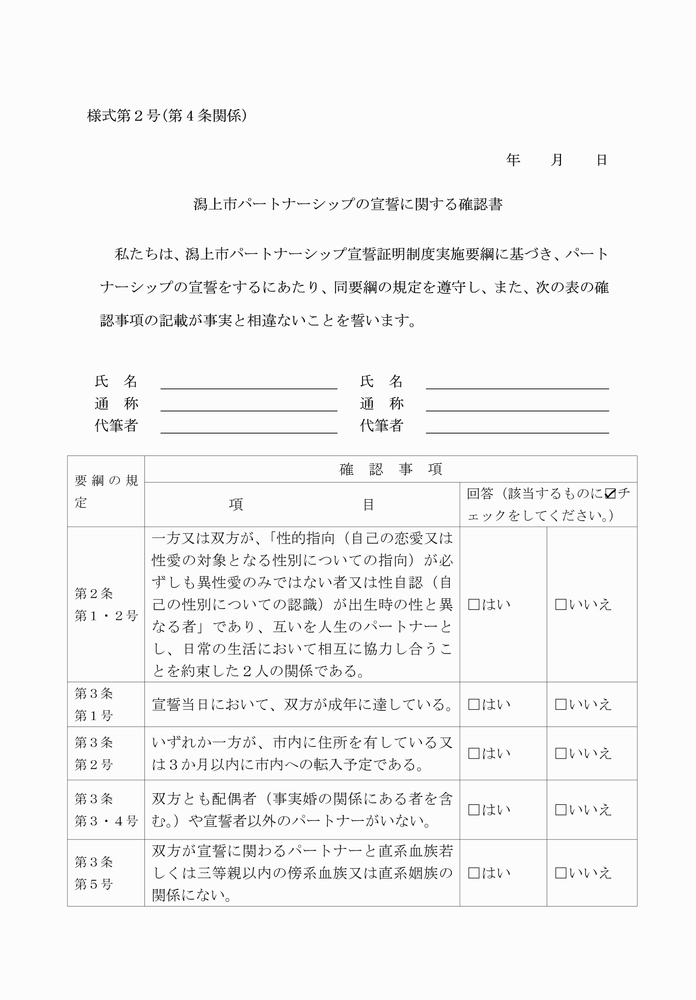 様式第２号(第４条関係)
年　　月　　日
潟上市パートナーシップの宣誓に関する確認書
私たちは、潟上市パートナーシップ宣誓証明制度実施要綱に基づき、パート
ナーシップの宣誓をするにあたり、同要綱の規定を遵守し、また、次の表の確
認事項の記載が事実と相違ないことを誓います。
氏　名　　氏　名
通　称　　通　称
代筆者　　代筆者
要綱の規
定
確　認　事　項
項　目
回答（該当するものに☑チ
ェックをしてください。）
第２条
第１・２号
一方又は双方が、「性的指向（自己の恋愛又は
性愛の対象となる性別についての指向）が必
ずしも異性愛のみではない者又は性自認（自
己の性別についての認識）が出生時の性と異
なる者」であり、互いを人生のパートナーと
し、日常の生活において相互に協力し合うこ
とを約束した２人の関係である。
□はい　□いいえ
第３条
第１号
宣誓当日において、双方が成年に達している。
□はい　□いいえ
第３条
第２号
いずれか一方が、市内に住所を有している又
は３か月以内に市内への転入予定である。
□はい　□いいえ
第３条
第３・４号
双方とも配偶者（事実婚の関係にある者を含
む。）や宣誓者以外のパートナーがいない。
□はい　□いいえ
第３条
第５号
双方が宣誓に関わるパートナーと直系血族若
しくは三等親以内の傍系血族又は直系姻族の
関係にない。
□はい　□いいえ